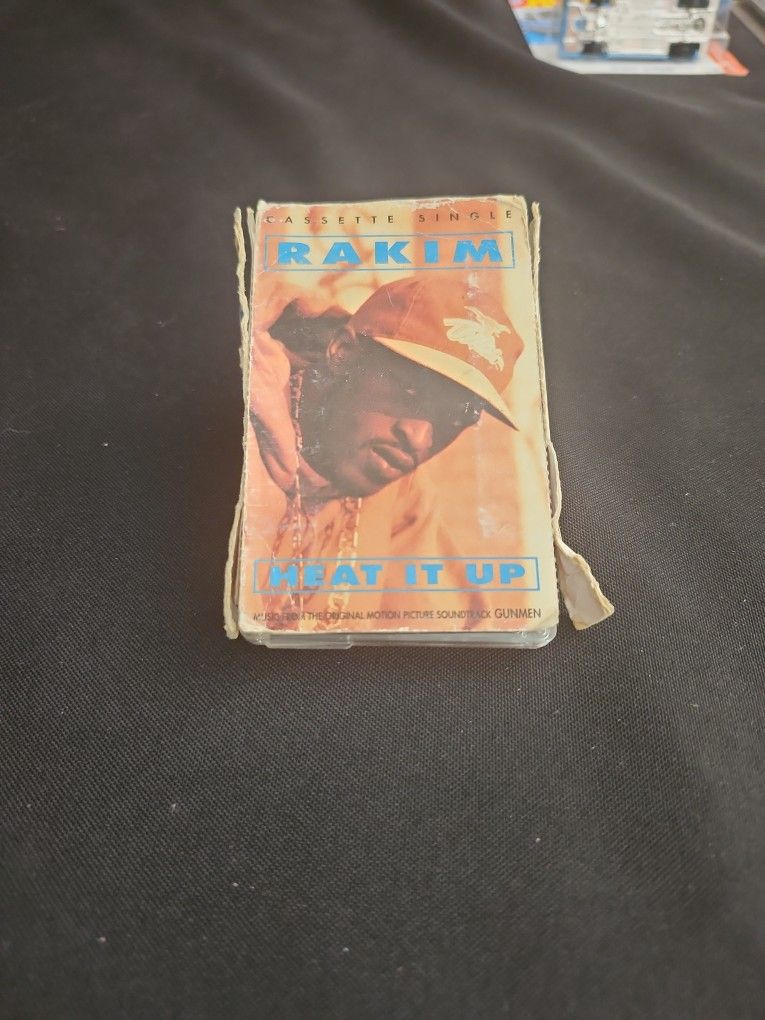 CASSETTE SINGLE
RAKIM
HEAT IT UP
MUSIC FROM THE ORIGINAL MOTION PICTURE SOUNDTRACK GUNMEN